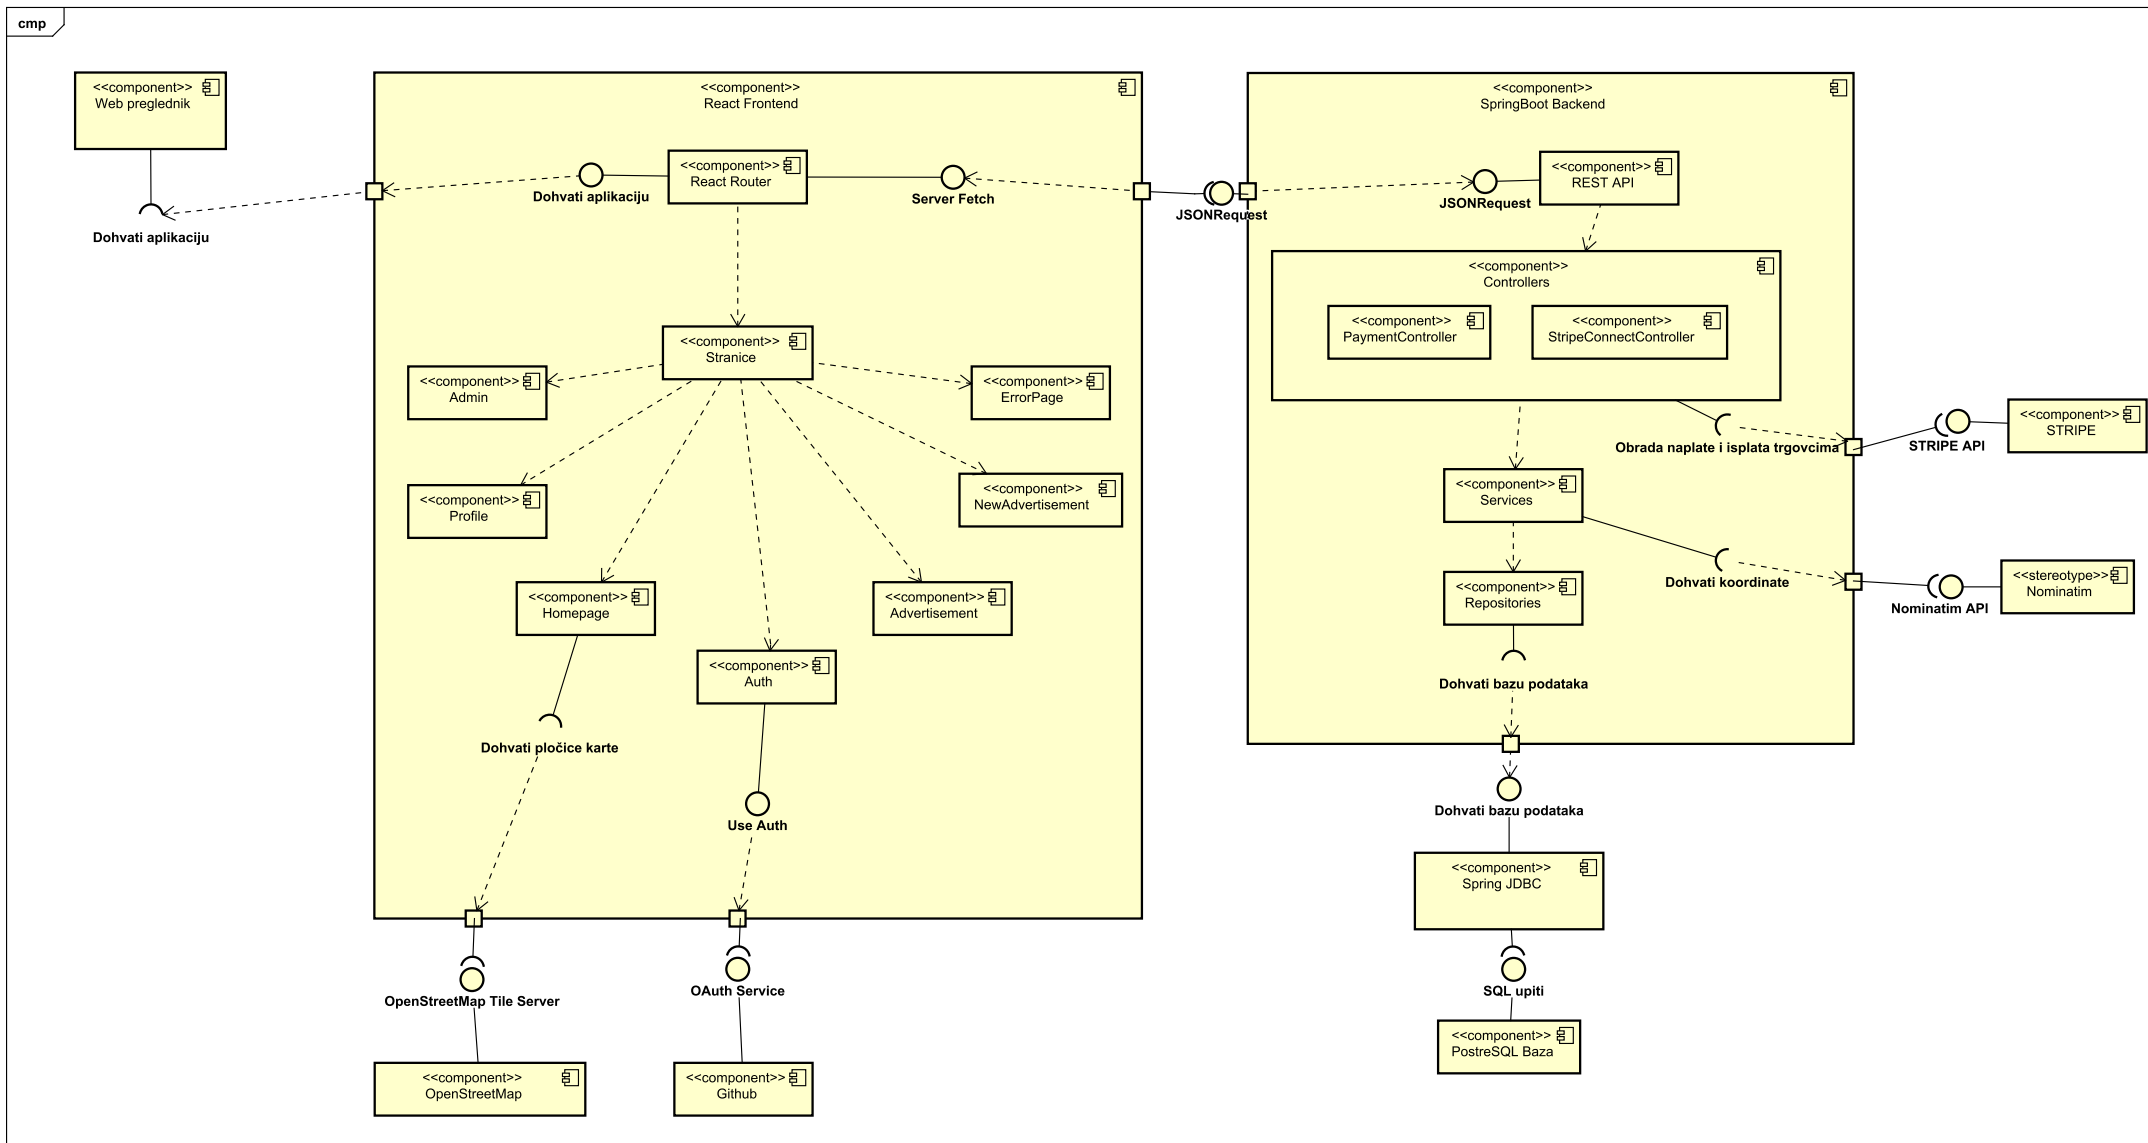 cmp
<<component>>
Web preglednik
Dohvati aplikaciju
<<component>>
React Frontend
Dohvati aplikaciju
<<component>>
React Router
Server Fetch
<<component>>
Stranice
<<component>>
Admin
<<component>>
ErrorPage
<<component>>
Profile
<<component>>
NewAdvertisement
<<component>>
Homepage
<<component>>
Advertisement
<<component>>
Auth
Dohvati pločice karte
Use Auth
OpenStreetMap Tile Server
OAuth Service
<<component>>
OpenStreetMap
<<component>>
Github
JSONRequest
<<component>>
SpringBoot Backend
JSONRequest
<<component>>
REST API
<<component>>
Controllers
<<component>>
PaymentController
<<component>>
StripeConnectController
Obrada naplate i isplata trgovcima
STRIPE API
<<component>>
STRIPE
<<component>>
Services
Dohvati koordinate
Nominatim API
<<stereotype>>
Nominatim
<<component>>
Repositories
Dohvati bazu podataka
Dohvati bazu podataka
<<component>>
Spring JDBC
SQL upiti
<<component>>
PostreSQL Baza